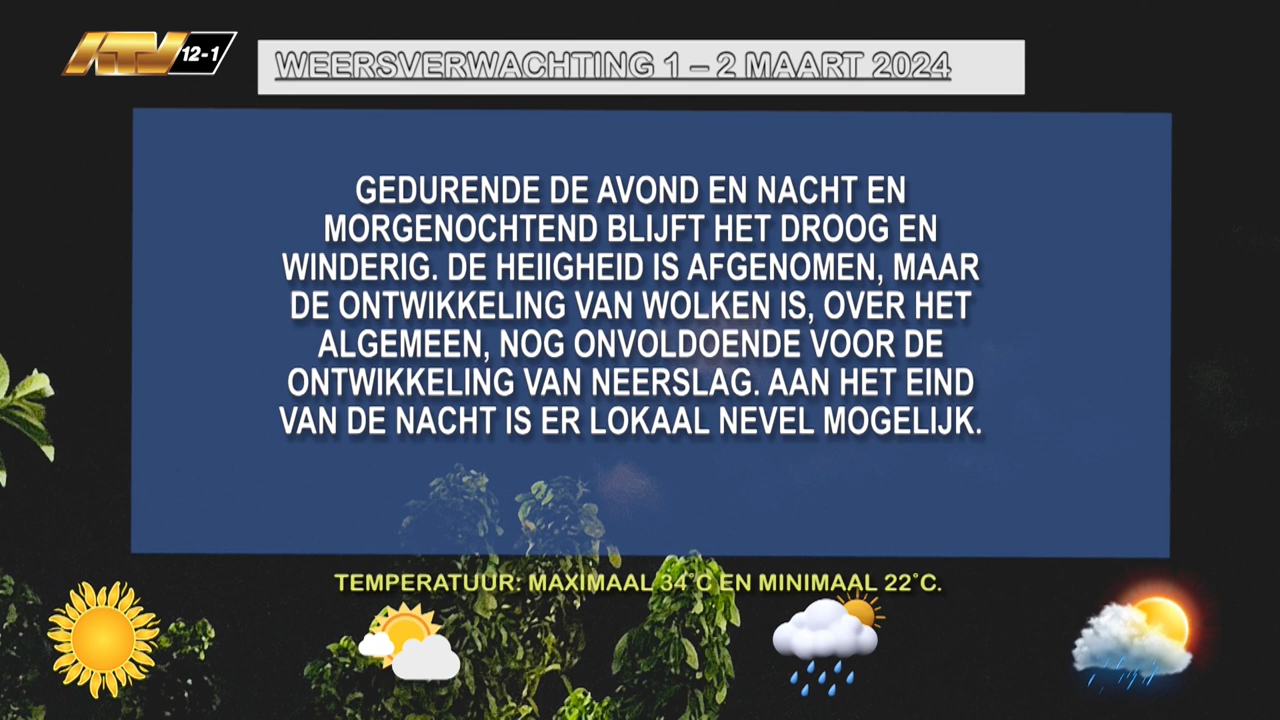 ATV 12-1
WEERSVERWACHTING 1 – 2 MAART 2024
GEDURENDE DE AVOND EN NACHT EN
MORGENOCHTEND BLIJFT HET DROOG EN
WINDERIG. DE HEIIGHEID IS AFGENOMEN, MAAR
DE ONTWIKKELING VAN WOLKEN IS, OVER HET
ALGEMEEN, NOG ONVOLDOENDE VOOR DE
ONTWIKKELING VAN NEERSLAG. AAN HET EIND
VAN DE NACHT IS ER LOKAAL NEVEL MOGELIJK.
TEMPERATUUR: MAXIMAAL 34°C EN MINIMAAL 22°C.